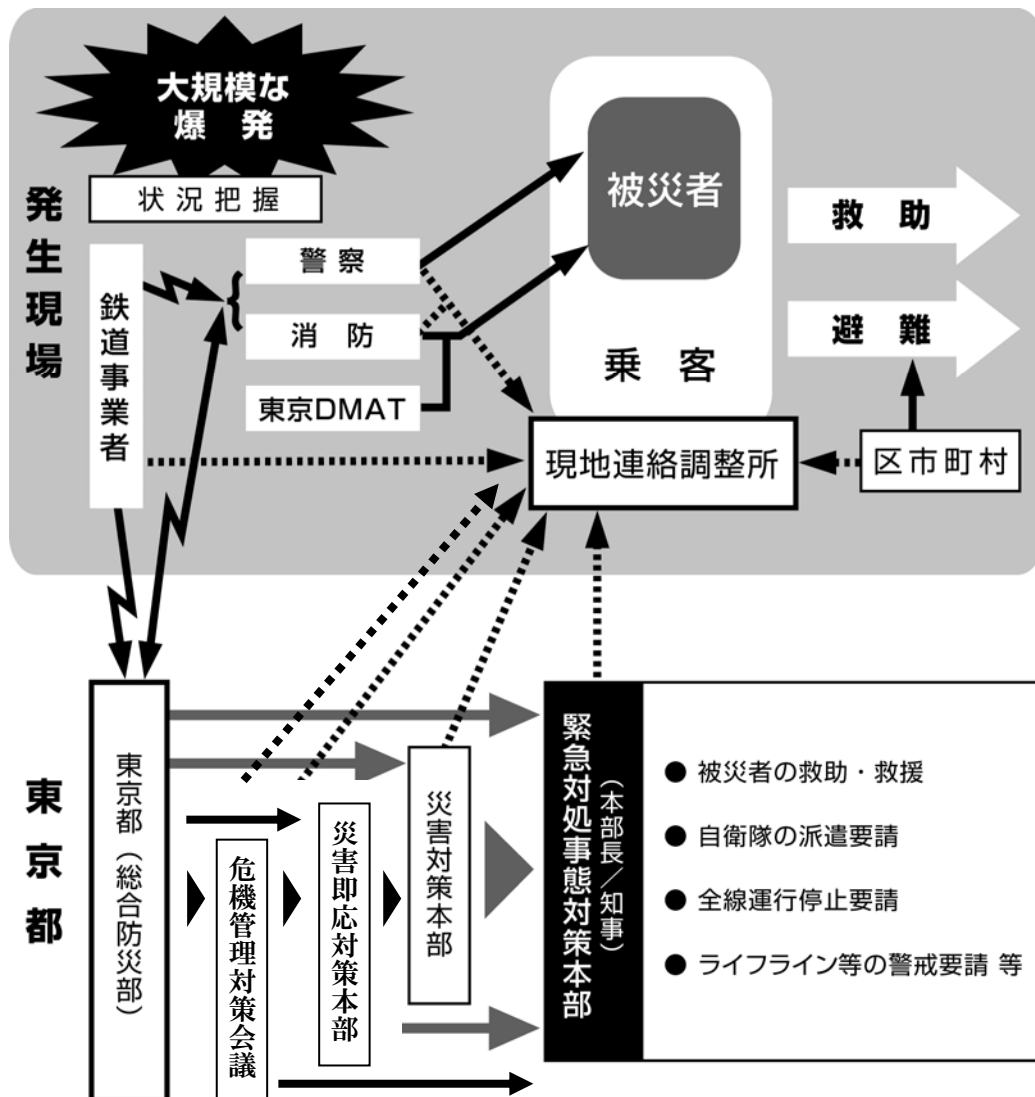 大規模な
爆発
発生現場
状況把握
鉄道事業者
警察
消防
東京DMAT
被災者
乗客
救助
避難
現地連絡調整所
区市町村
東京都
東京都（総合防災部）
危機管理対策会議
災害即応対策本部
災害対策本部
緊急対処事態対策本部
（本部長／知事）
● 被災者の救助・救援
● 自衛隊の派遣要請
● 全線運行停止要請
● ライフライン等の警戒要請 等